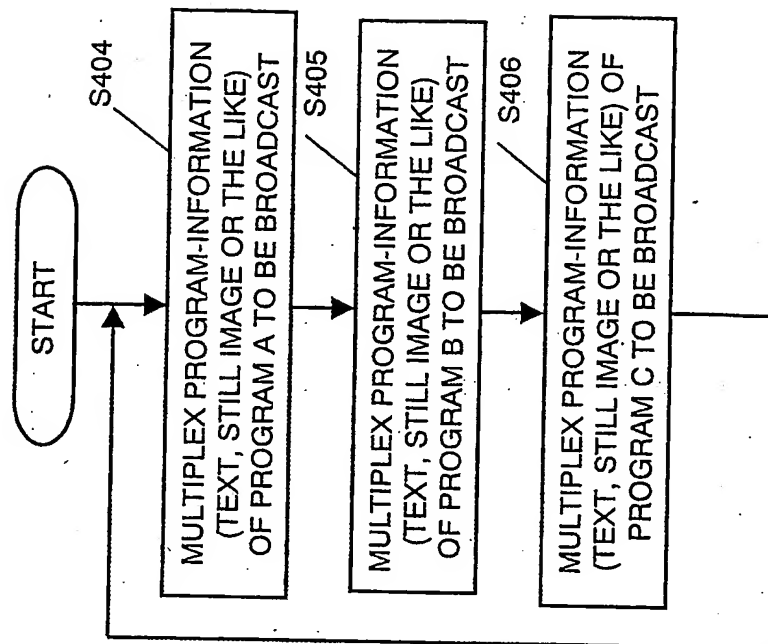 START
S404
MULTIPLEX PROGRAM-INFORMATION
(TEXT, STILL IMAGE OR THE LIKE)
OF PROGRAM A TO BE BROADCAST
S405
MULTIPLEX PROGRAM-INFORMATION
(TEXT, STILL IMAGE OR THE LIKE)
OF PROGRAM B TO BE BROADCAST
S406
MULTIPLEX PROGRAM-INFORMATION
(TEXT, STILL IMAGE OR THE LIKE) OF
PROGRAM C TO BE BROADCAST